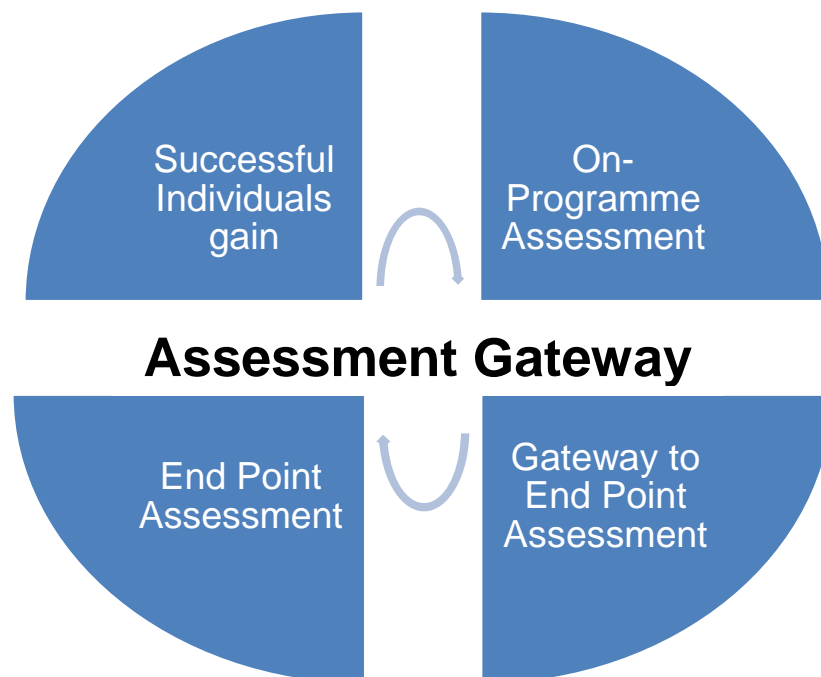 Successful
Individuals
gain
On-
Programme
Assessment
Assessment Gateway
End Point
Assessment
Gateway to
End Point
Assessment